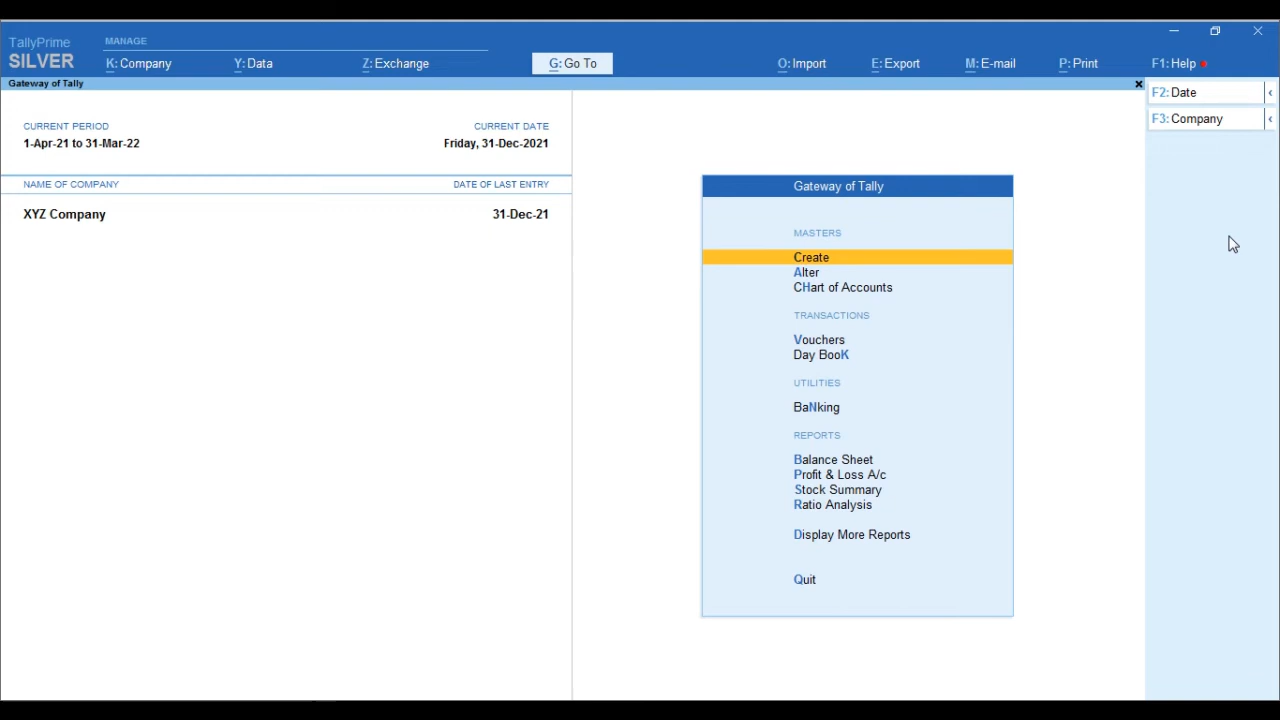 TallyPrime
SILVER
MANAGE
K: Company
Y: Data
Z: Exchange
G: Go To
O: Import
E: Export
M: E-mail
P: Print
F1: Help
Gateway of Tally
F2: Date
F3: Company
CURRENT PERIOD
CURRENT DATE
1-Apr-21 to 31-Mar-22
Friday, 31-Dec-2021
NAME OF COMPANY
DATE OF LAST ENTRY
XYZ Company
31-Dec-21
Gateway of Tally
MASTERS
Create
Alter
CHart of Accounts
TRANSACTIONS
Vouchers
Day BooK
UTILITIES
BaNking
REPORTS
Balance Sheet
Profit & Loss A/c
Stock Summary
Ratio Analysis
Display More Reports
Quit